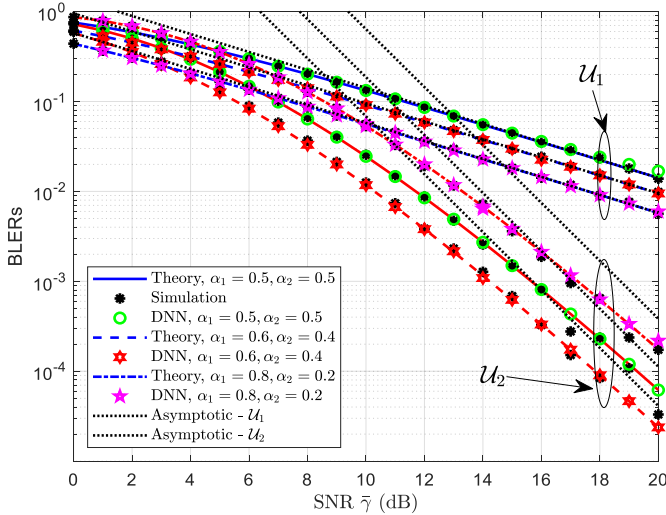 BLERs
10^0
10^{-1}
10^{-2}
10^{-3}
10^{-4}
𝒰₁
𝒰₂
Theory, α₁ = 0.5, α₂ = 0.5
Simulation
DNN, α₁ = 0.5, α₂ = 0.5
Theory, α₁ = 0.6, α₂ = 0.4
DNN, α₁ = 0.6, α₂ = 0.4
Theory, α₁ = 0.8, α₂ = 0.2
DNN, α₁ = 0.8, α₂ = 0.2
Asymptotic - 𝒰₁
Asymptotic - 𝒰₂
0 2 4 6 8 10 12 14 16 18 20
SNR γ̄ (dB)